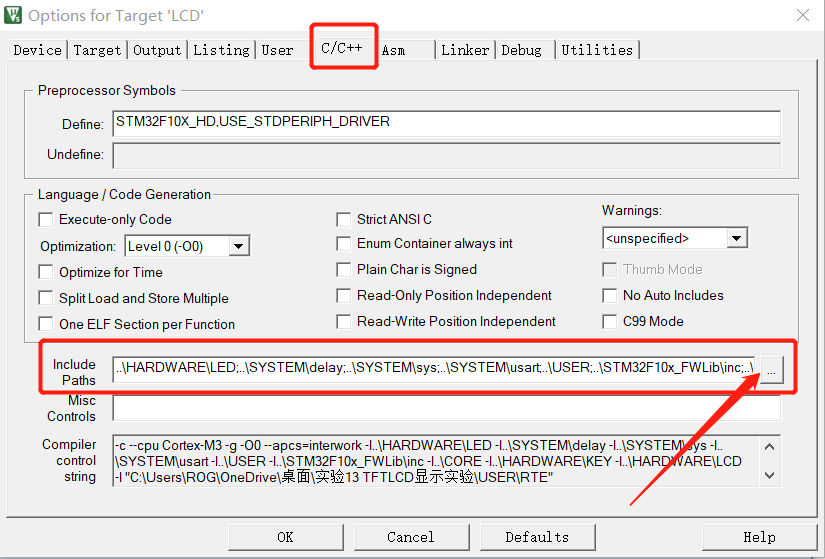 Options for Target 'LCD'
Device Target Output Listing User C/C++ Asm Linker Debug Utilities
Preprocessor Symbols
Define: STM32F10X_HD,USE_STDPERIPH_DRIVER
Undefine:
Language / Code Generation
Execute-only Code
Strict ANSI C
Warnings:
Optimization: Level 0 (-O0)
Enum Container always int
<unspecified>
Optimize for Time
Plain Char is Signed
Thumb Mode
Split Load and Store Multiple
Read-Only Position Independent
No Auto Includes
One ELF Section per Function
Read-Write Position Independent
C99 Mode
Include
Paths
..\HARDWARE\LED;..\SYSTEM\delay;..\SYSTEM\sys;..\SYSTEM\usart;..\USER;..\STM32F10x_FWLib\inc;..\
...
Misc
Controls
Compiler
control
string
-c --cpu Cortex-M3 -g -O0 --apcs=interwork -I..\HARDWARE\LED -I..\SYSTEM\delay -I..\SYSTEM\sys -I..
\SYSTEM\usart -I..\USER -I..\STM32F10x_FWLib\inc -I..\CORE -I..\HARDWARE\KEY -I..\HARDWARE\LCD
-I "C:\Users\ROG\OneDrive\桌面\实验13 TFTLCD显示实验\USER\RTE"
OK Cancel Defaults Help